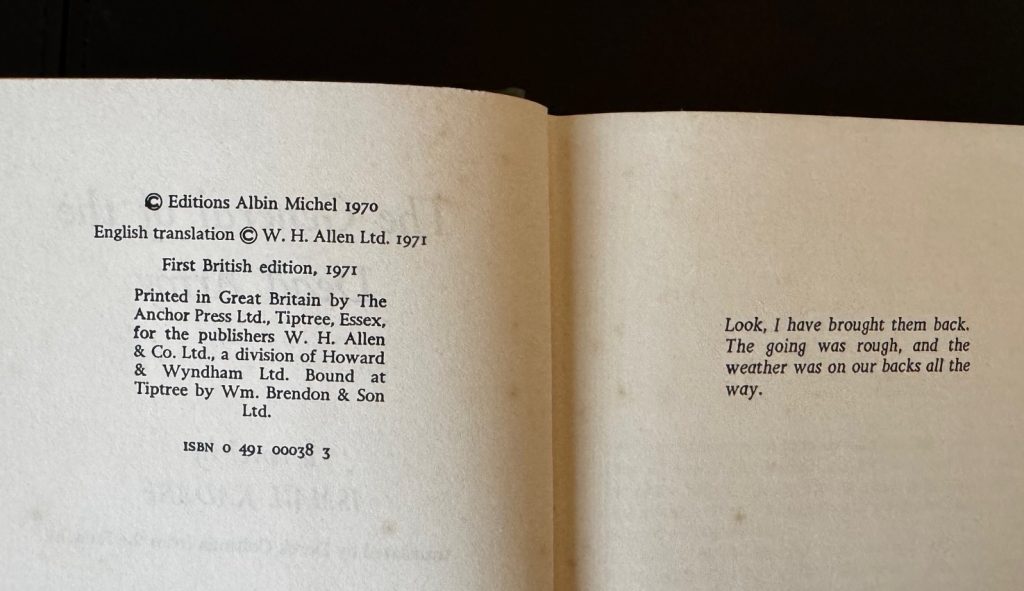 © Editions Albin Michel 1970
English translation © W. H. Allen Ltd. 1971
First British edition, 1971
Printed in Great Britain by The
Anchor Press Ltd., Tiptree, Essex,
for the publishers W. H. Allen
& Co. Ltd., a division of Howard
& Wyndham Ltd. Bound at
Tiptree by Wm. Brendon & Son
Ltd.
ISBN 0 491 00038 3
Look, I have brought them back.
The going was rough, and the
weather was on our backs all the
way.